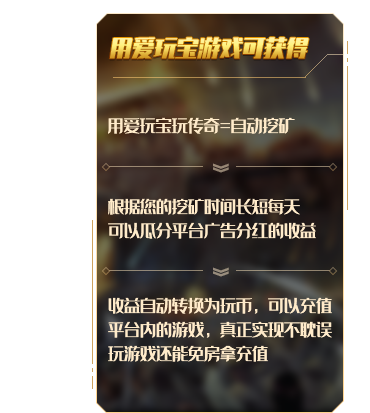 用爱玩宝游戏可获得
用爱玩宝玩传奇=自动挖矿
根据您的挖矿时间长短每天
可以瓜分平台广告分红的收益
收益自动转换为玩币，可以充值
平台内的游戏，真正实现不耽误
玩游戏还能免房拿充值